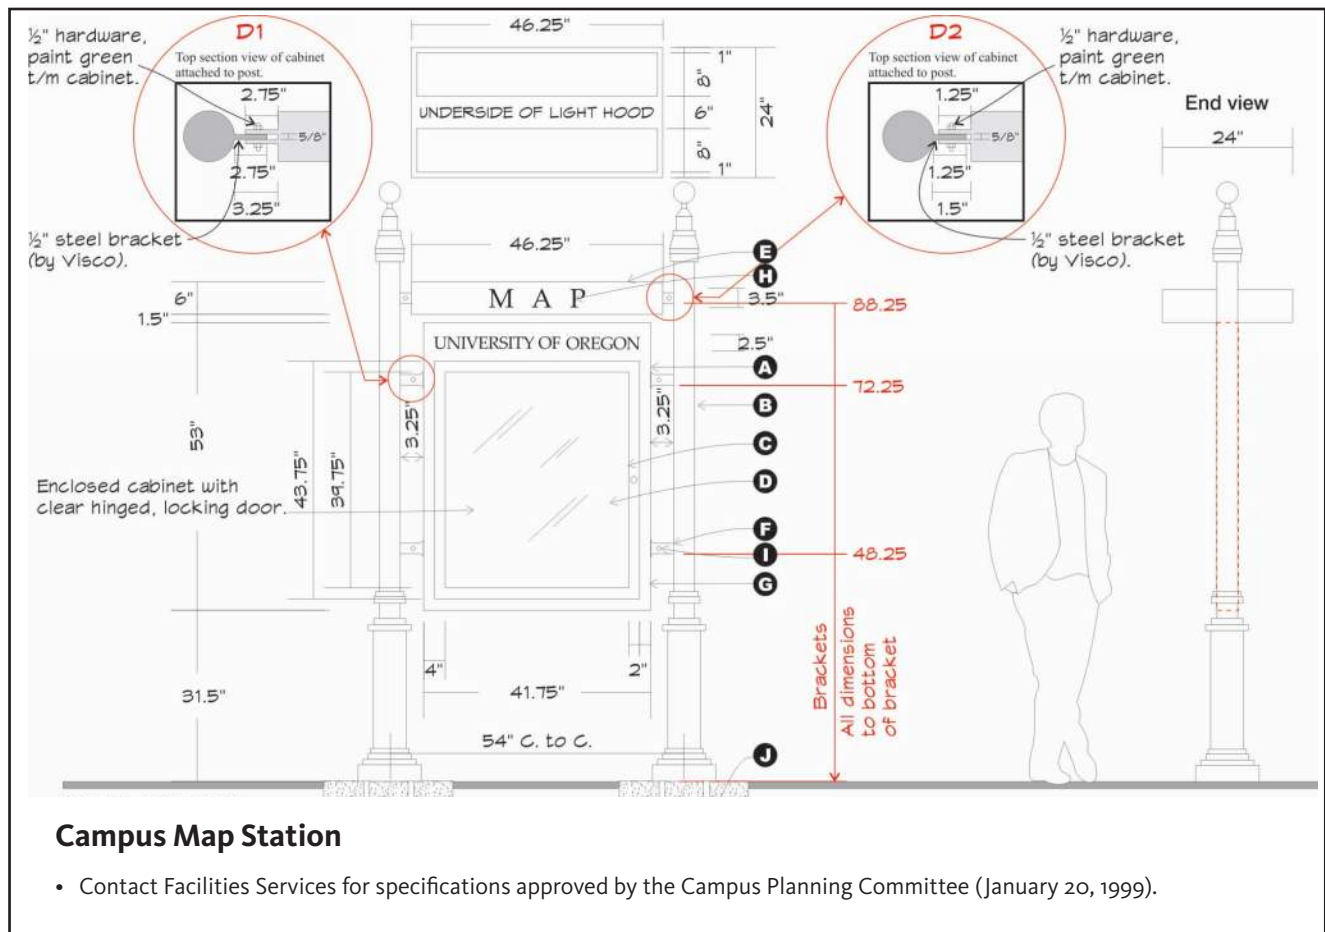 ½" hardware,
paint green
t/m cabinet.
D1
Top section view of cabinet
attached to post.
2.75"
5/8"
2.75"
3.25"
½" steel bracket
(by Visco).
46.25"
UNDERSIDE OF LIGHT HOOD
1"
8"
6"
8"
1"
24"
D2
Top section view of cabinet
attached to post.
1.25"
5/8"
1.25"
1.5"
½" hardware,
paint green
t/m cabinet.
½" steel bracket
(by Visco).
End view
24"
46.25"
E
H
6"
MAP
3.5"
88.25
1.5"
UNIVERSITY OF OREGON
2.5"
A
72.25
B
3.25"
3.25"
53"
43.75"
39.75"
C
D
Enclosed cabinet with
clear hinged, locking door.
F
I
48.25
G
4"
2"
31.5"
41.75"
54" C. to C.
Brackets
All dimensions
to bottom
of bracket
J
Campus Map Station
• Contact Facilities Services for specifications approved by the Campus Planning Committee (January 20, 1999).